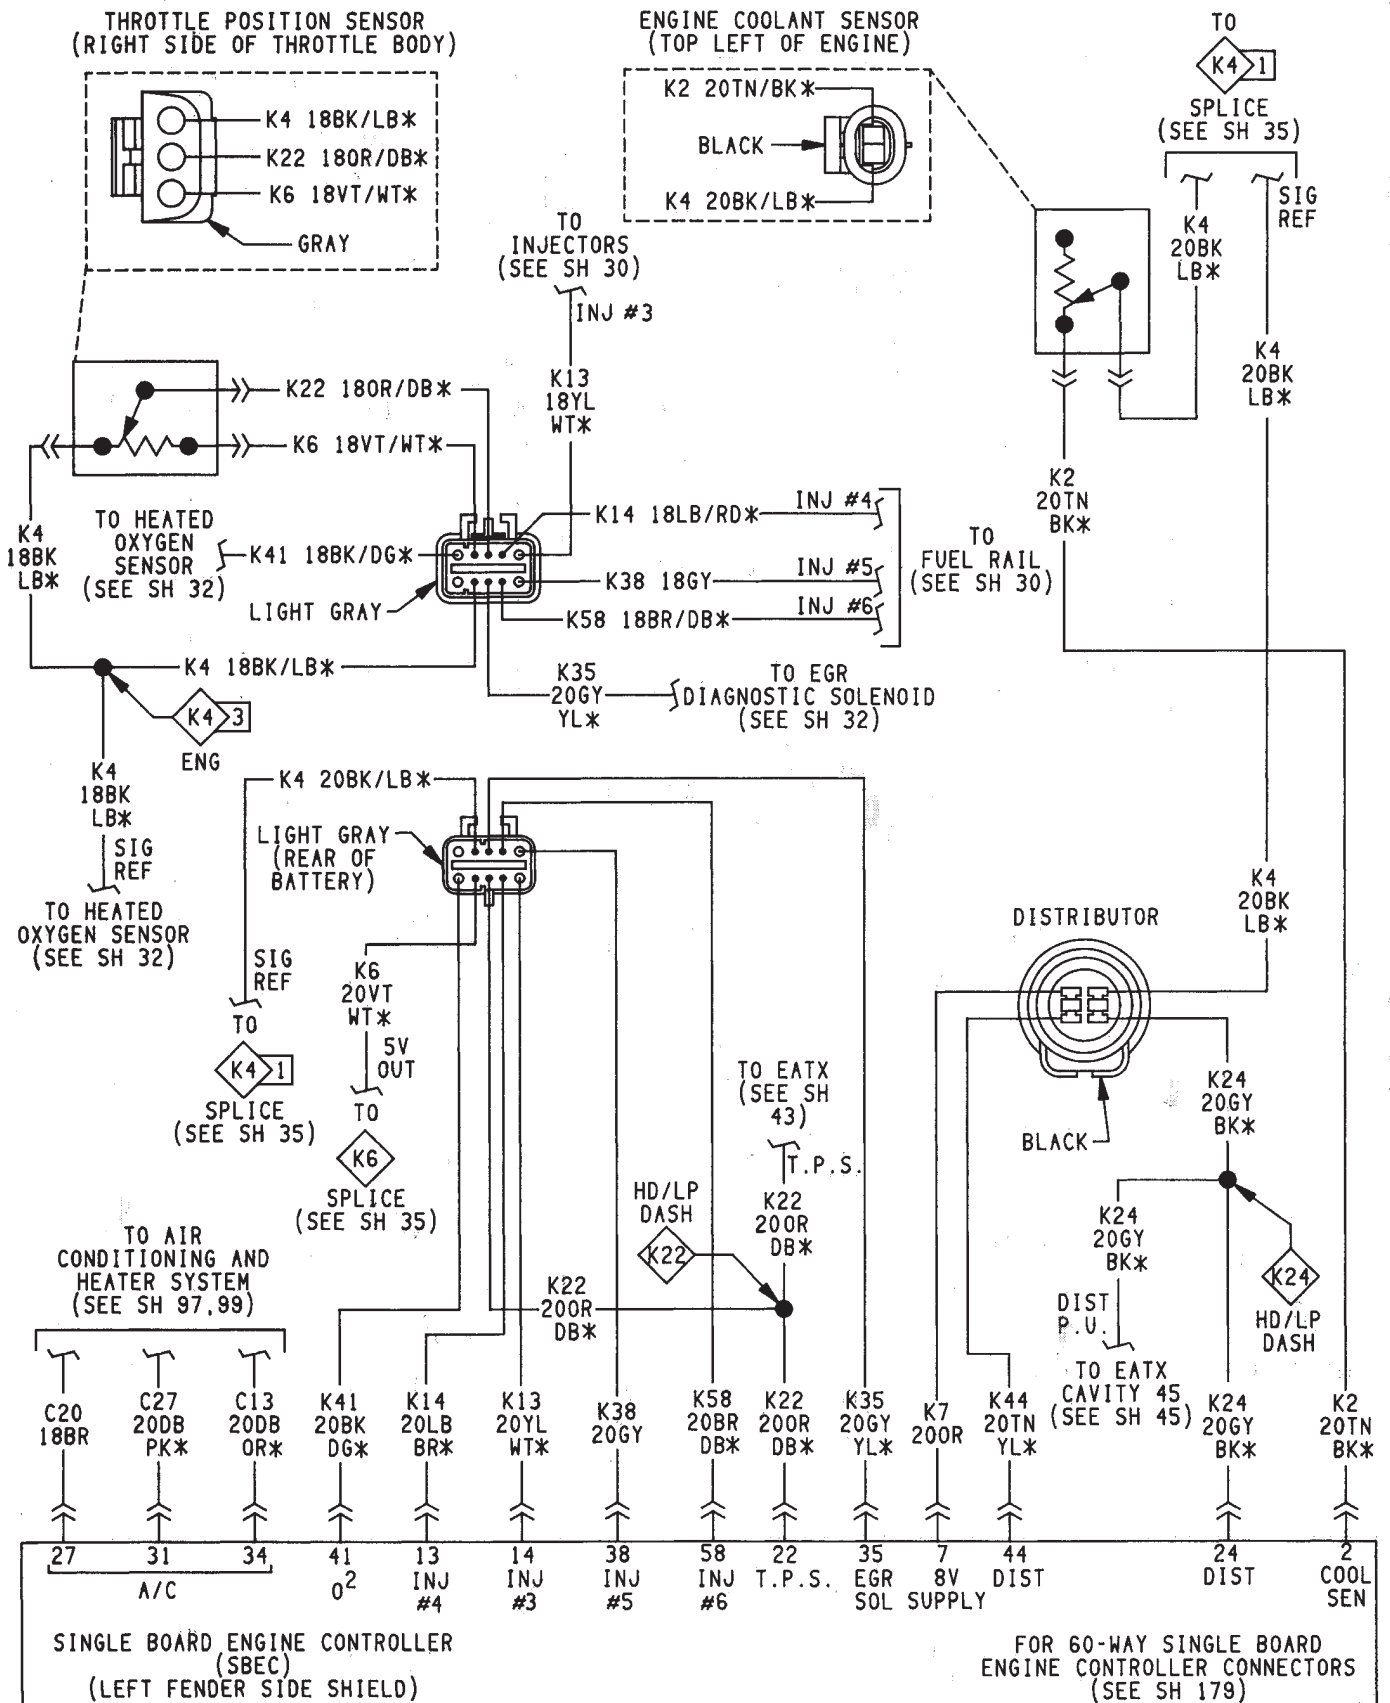 THROTTLE POSITION SENSOR
(RIGHT SIDE OF THROTTLE BODY)
K4 18BK/LB*
K22 18OR/DB*
K6 18VT/WT*
GRAY
ENGINE COOLANT SENSOR
(TOP LEFT OF ENGINE)
K2 20TN/BK*
BLACK
K4 20BK/LB*
TO
K4 1
SPLICE
(SEE SH 35)
SIG
REF
K4
20BK
LB*
K4
20BK
LB*
TO
INJECTORS
(SEE SH 30)
INJ #3
K13
18YL
WT*
K22 18OR/DB*
K6 18VT/WT*
K4
18BK
LB*
TO HEATED
OXYGEN
SENSOR
(SEE SH 32)
K41 18BK/DG*
LIGHT GRAY
K14 18LB/RD*
INJ #4
K38 18GY
INJ #5
K58 18BR/DB*
INJ #6
TO
FUEL RAIL
(SEE SH 30)
K2
20TN
BK*
K4 18BK/LB*
K35
20GY
YL*
TO EGR
DIAGNOSTIC SOLENOID
(SEE SH 32)
K4 3
ENG
K4
18BK
LB*
SIG
REF
TO HEATED
OXYGEN SENSOR
(SEE SH 32)
K4 20BK/LB*
LIGHT GRAY
(REAR OF
BATTERY)
SIG
REF
TO
K4 1
SPLICE
(SEE SH 35)
K6
20VT
WT*
5V
OUT
TO
K6
SPLICE
(SEE SH 35)
K4
20BK
LB*
DISTRIBUTOR
BLACK
K24
20GY
BK*
TO EATX
(SEE SH
43)
T.P.S.
K22
20OR
DB*
HD/LP
DASH
K22
K22
20OR
DB*
K24
20GY
BK*
DIST
P.U.
TO EATX
CAVITY 45
(SEE SH 45)
K24
HD/LP
DASH
TO AIR
CONDITIONING AND
HEATER SYSTEM
(SEE SH 97,99)
C20
18BR
C27
20DB
PK*
C13
20DB
OR*
K41
20BK
DG*
K14
20LB
BR*
K13
20YL
WT*
K38
20GY
K58
20BR
DB*
K22
20OR
DB*
K35
20GY
YL*
K7
20OR
K44
20TN
YL*
K24
20GY
BK*
K2
20TN
BK*
27 31 34 41 13 14 38 58 22 35 7 44 24 2
A/C
O2
INJ
#4
INJ
#3
INJ
#5
INJ
#6
T.P.S.
EGR
SOL
8V
SUPPLY
DIST
DIST
COOL
SEN
SINGLE BOARD ENGINE CONTROLLER
(SBEC)
(LEFT FENDER SIDE SHIELD)
FOR 60-WAY SINGLE BOARD
ENGINE CONTROLLER CONNECTORS
(SEE SH 179)